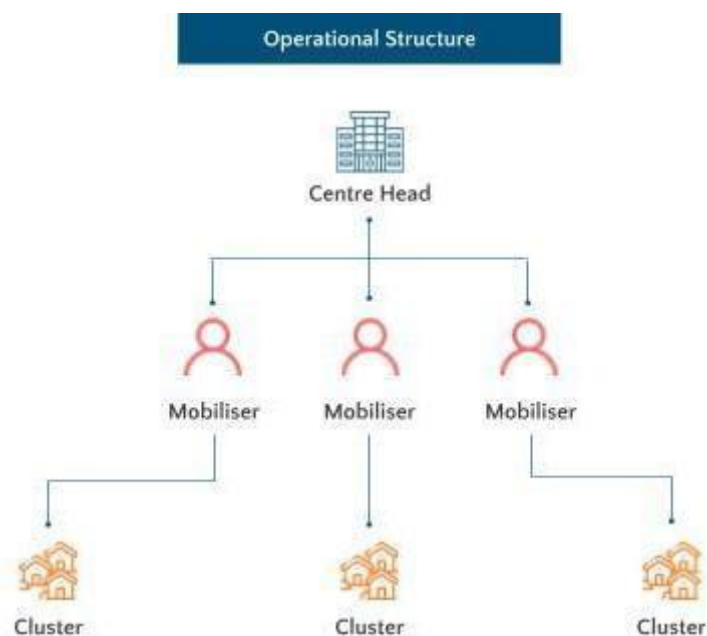 Operational Structure
Centre Head
Mobiliser Mobiliser Mobiliser
Cluster Cluster Cluster